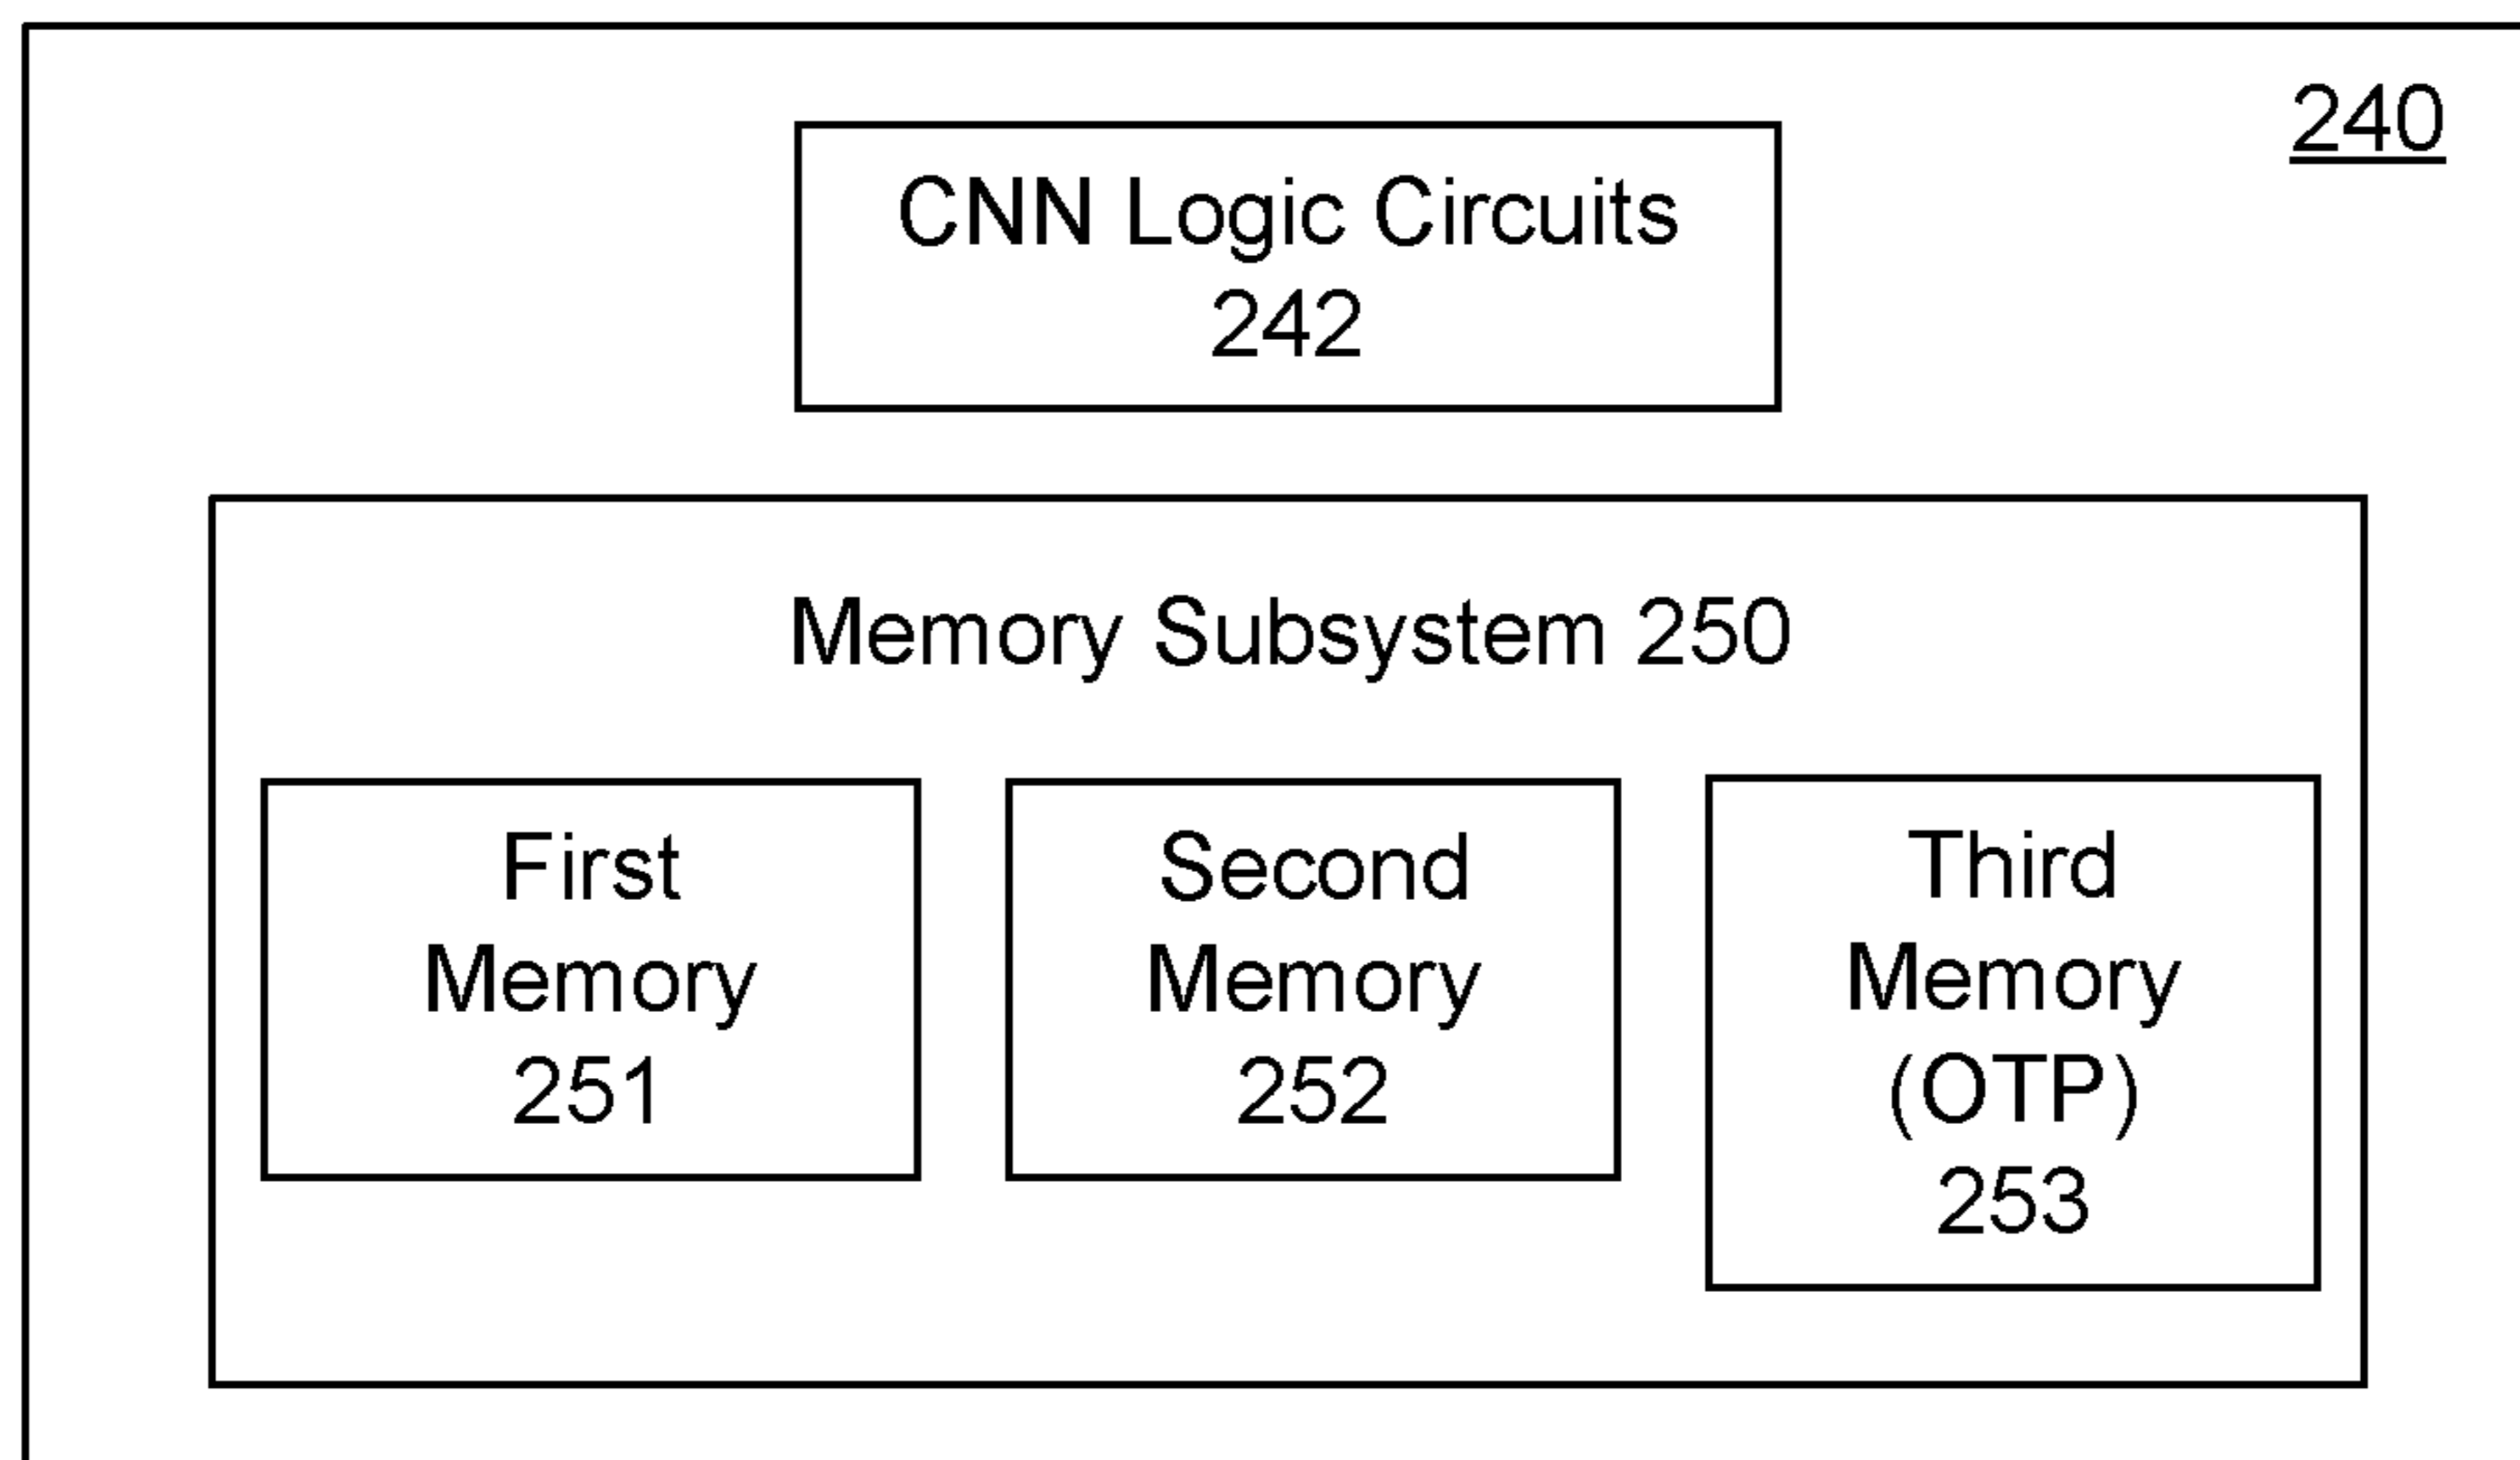 240
CNN Logic Circuits
242
Memory Subsystem 250
First
Memory
251
Second
Memory
252
Third
Memory
(OTP)
253